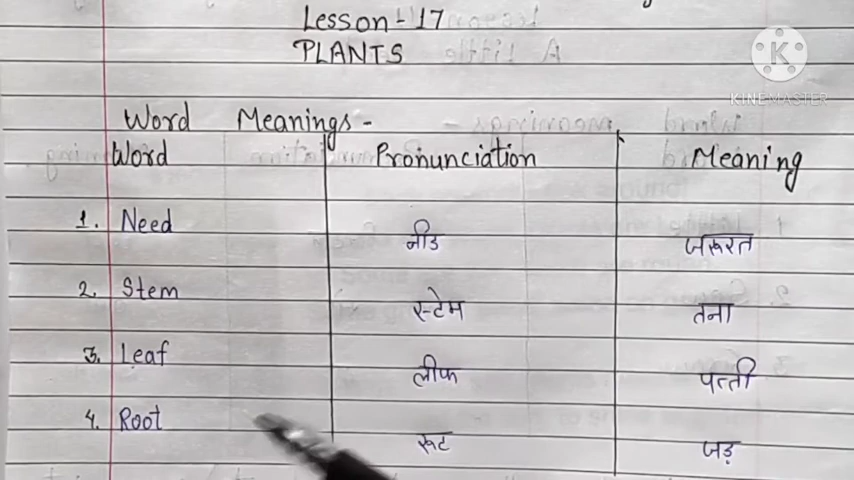 Lesson - 17
PLANTS
KINEMASTER
Word Meanings -
Word Pronunciation Meaning
1. Need नीड जरूरत
2. Stem स्टेम तना
3. Leaf लीफ पत्ती
4. Root रूट जड़